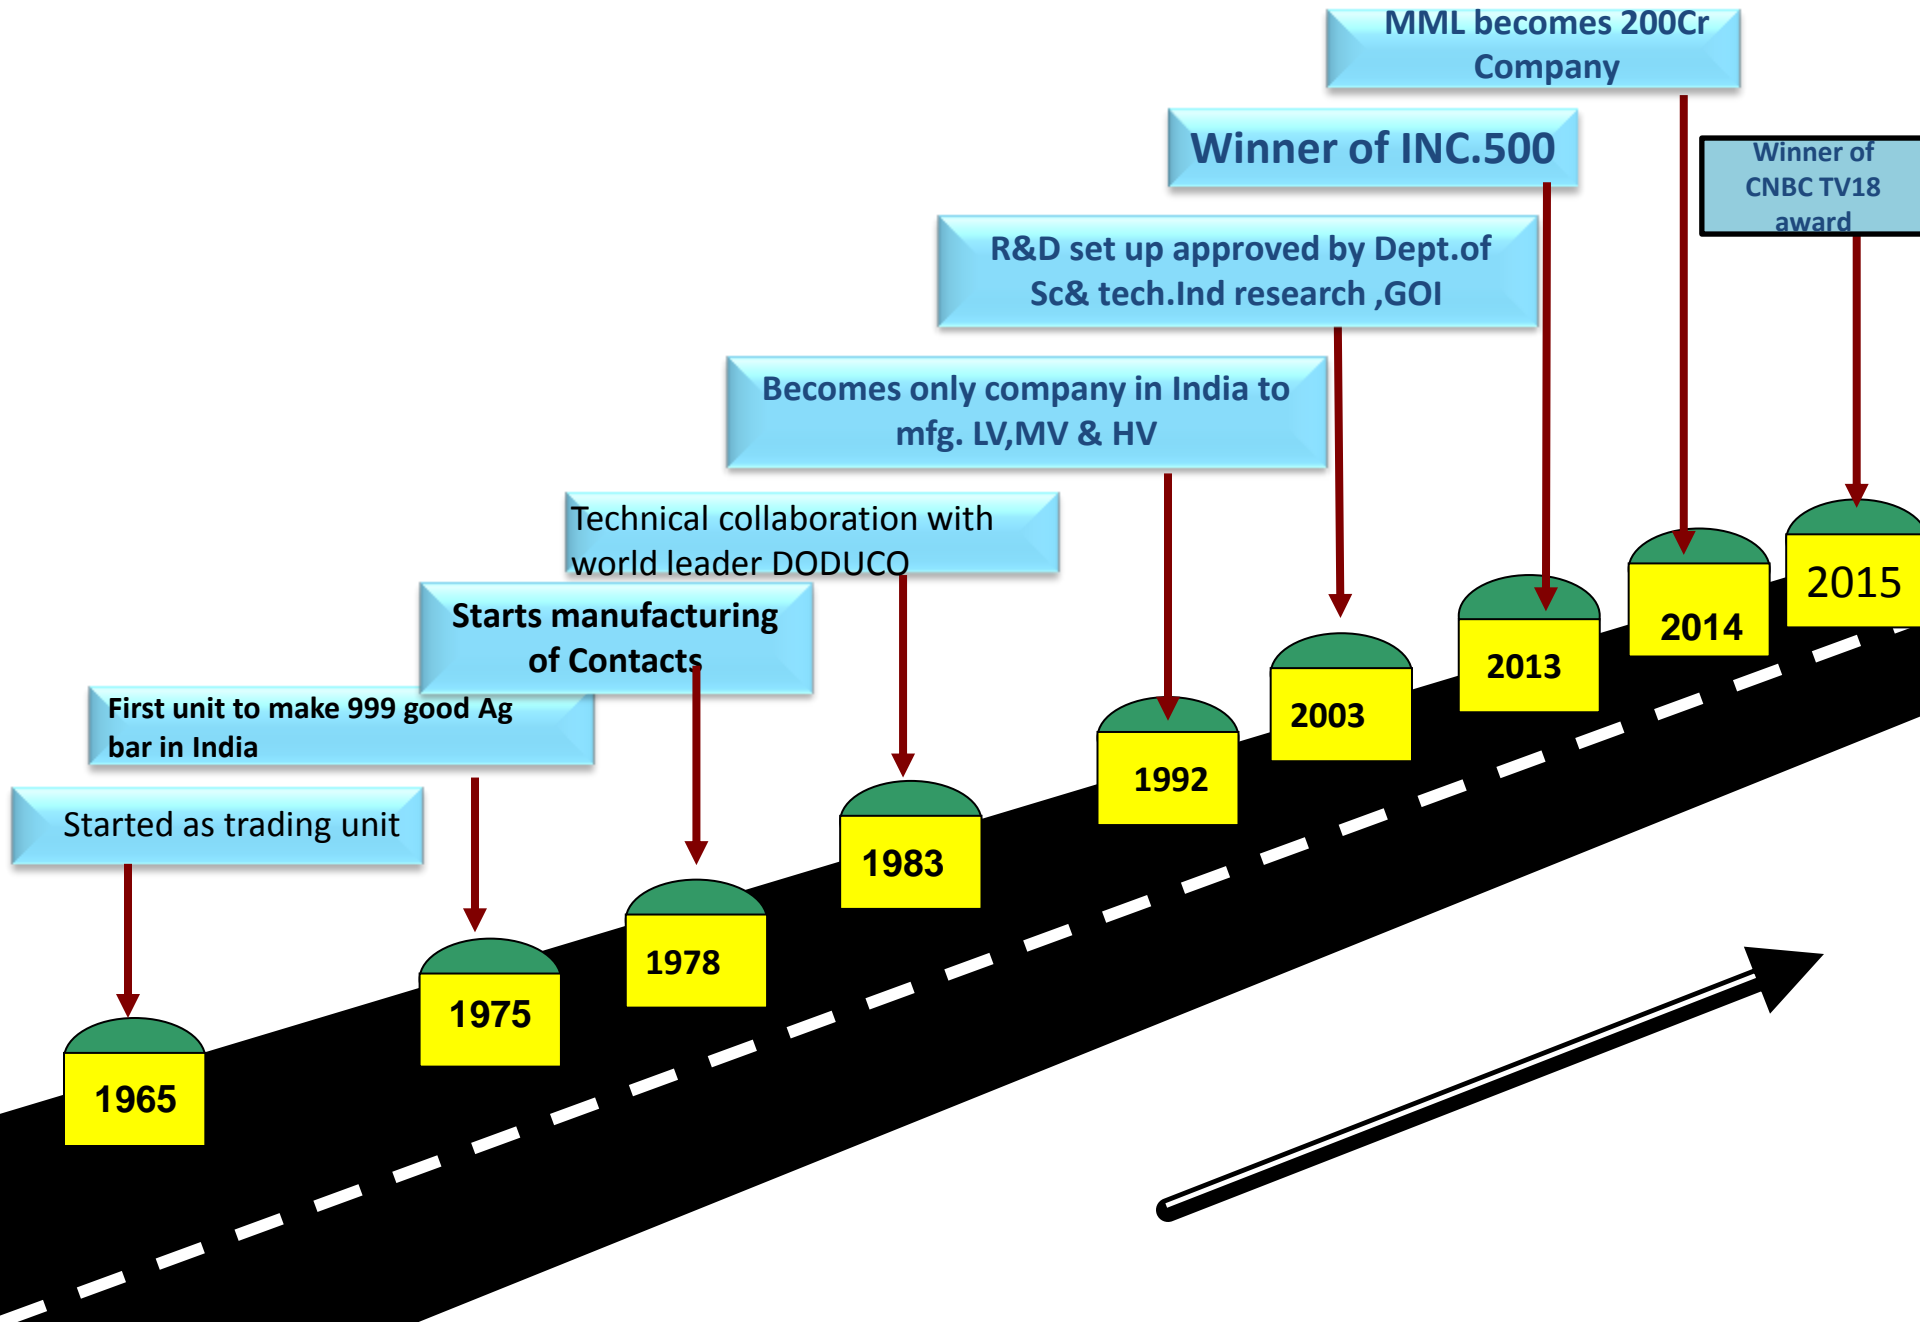 MML becomes 200Cr
Company
Winner of INC.500
Winner of
CNBC TV18
award
R&D set up approved by Dept.of
Sc& tech.Ind research ,GOI
Becomes only company in India to
mfg. LV,MV & HV
Technical collaboration with
world leader DODUCO
Starts manufacturing
of Contacts
First unit to make 999 good Ag
bar in India
Started as trading unit
1965
1975
1978
1983
1992
2003
2013
2014
2015